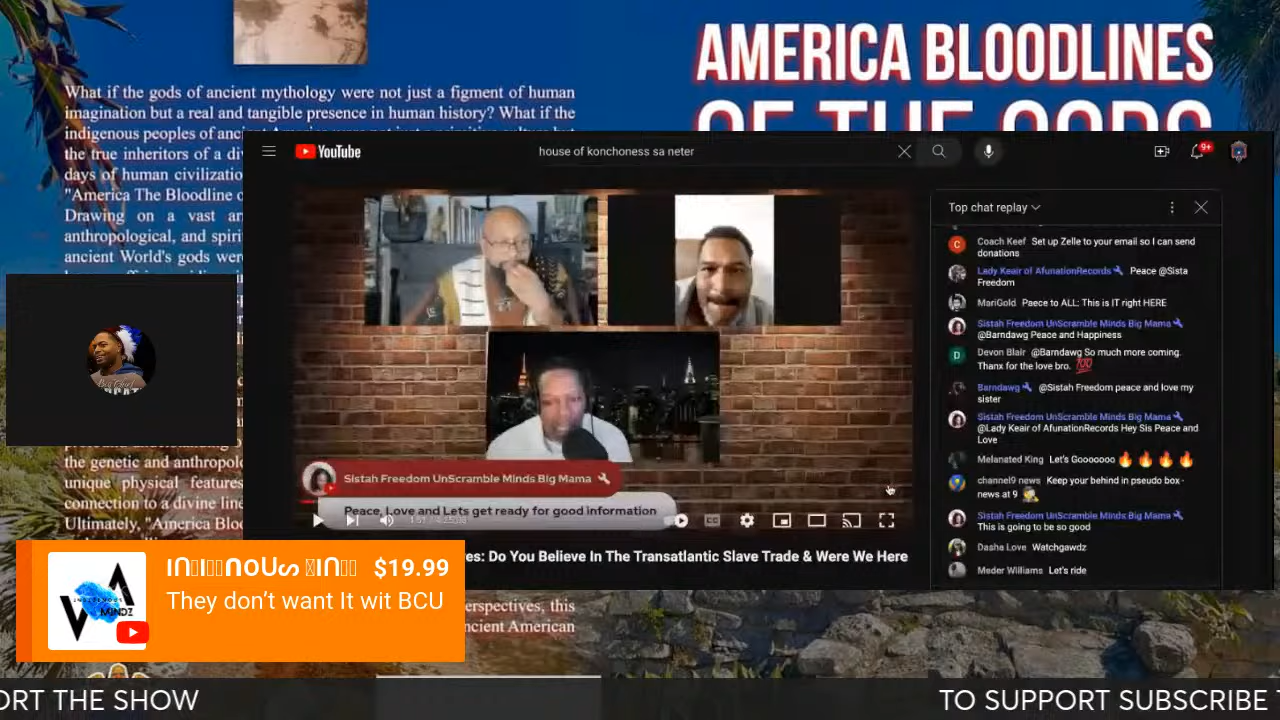 AMERICA BLOODLINES
OF THE GODS
What if the gods of ancient mythology were not just a figment of human
imagination but a real and tangible presence in human history? What if the
indigenous peoples of
the true inheritors of a
days of human civilizatio
"America The Bloodline o
Drawing on a vast
anthropological, and
ancient World's gods
the genetic and anthropol
unique physical features
connection to a divine
Ultimately, "America Bloo
YouTube
house of konchoness sa neter
9+
Top chat replay
C
Coach Keef Set up Zelle to your email so I can send
donations
Lady Keair of AfunationRecords Peace @Sista
Freedom
MariGold Paece to ALL: This is IT right HERE
Sistah Freedom UnScramble Minds Big Mama
@Barndawg Peace and Happiness
D
Devon Blair @Barndawg So much more coming.
Thanx for the love bro. 💯
Barndawg @Sistah Freedom peace and love my
sister
Sistah Freedom UnScramble Minds Big Mama
@Lady Keair of AfunationRecords Hey Sis Peace and
Love
Melanated King Let's Gooooooo 🔥🔥🔥🔥
channel9 news Keep your behind in pseudo box -
news at 9
Sistah Freedom UnScramble Minds Big Mama
This is going to be so good
Dasha Love Watchgawdz
Meder Williams Let's ride
Sistah Freedom UnScramble Minds Big Mama
Peace, Love and Lets get ready for good information
es: Do You Believe In The Transatlantic Slave Trade & Were We Here
$19.99
They don't want It wit BCU
MINDZ
erspectives, this
ncient American
ORT THE SHOW
TO SUPPORT SUBSCRIBE